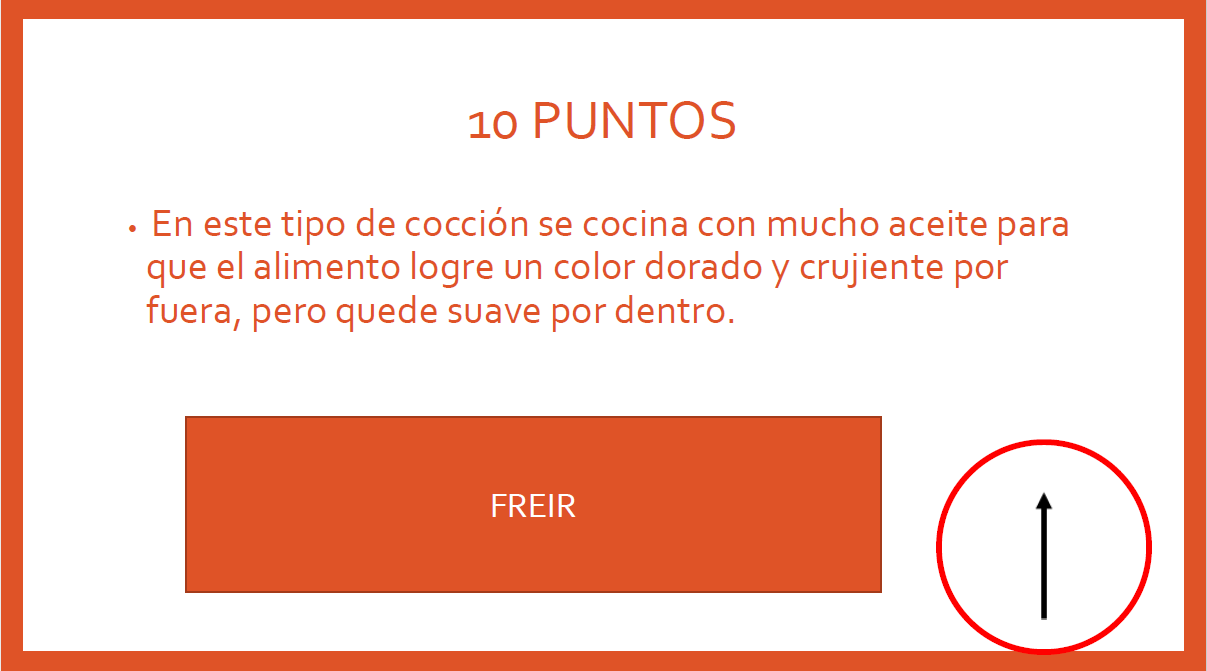 10 PUNTOS
• En este tipo de cocción se cocina con mucho aceite para
que el alimento logre un color dorado y crujiente por
fuera, pero quede suave por dentro.
FREIR